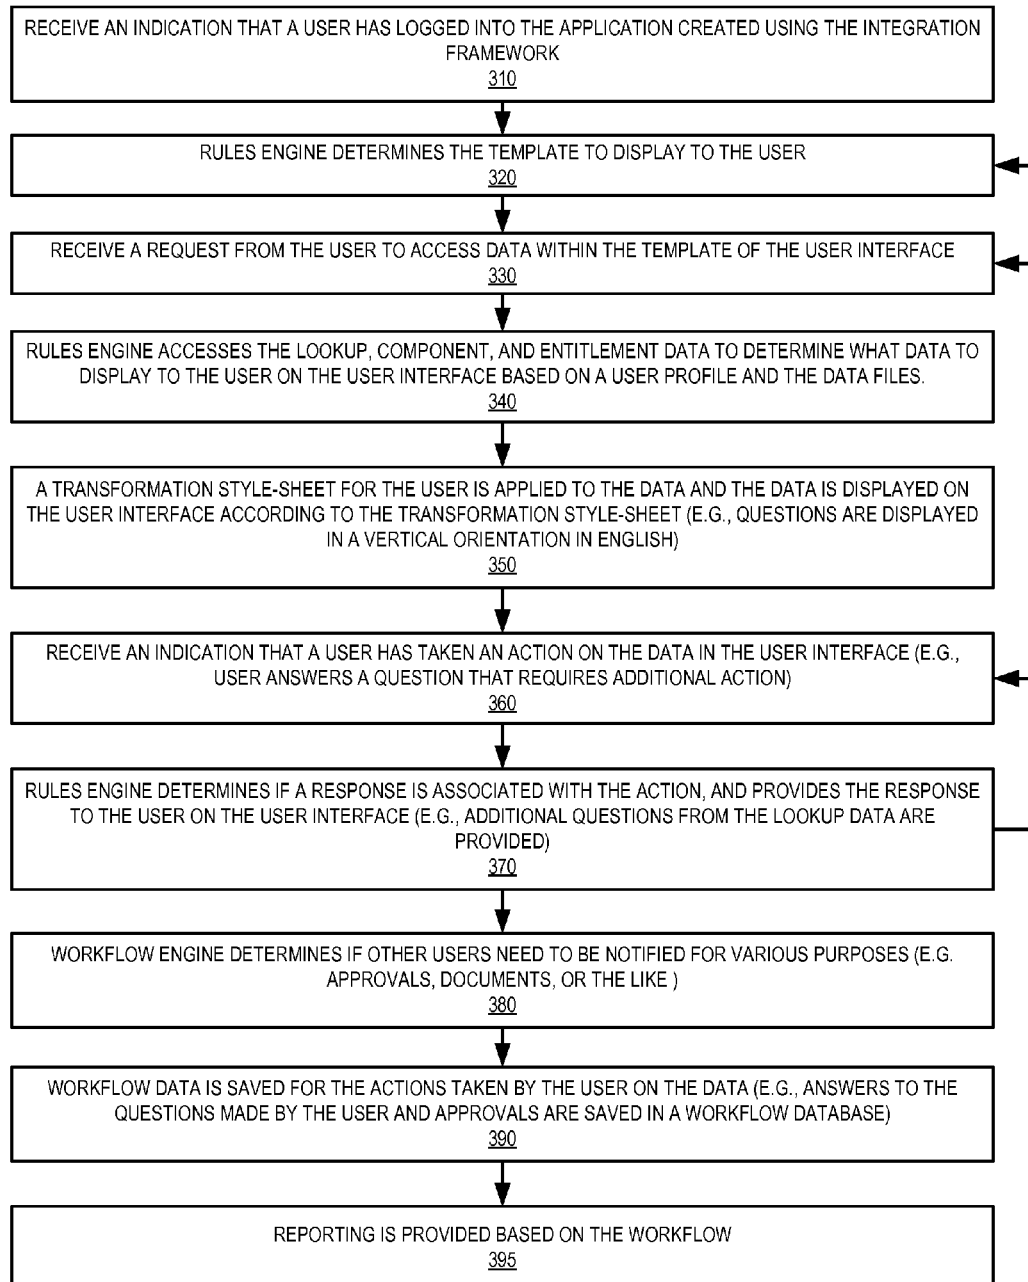 RECEIVE AN INDICATION THAT A USER HAS LOGGED INTO THE APPLICATION CREATED USING THE INTEGRATION
FRAMEWORK
310
RULES ENGINE DETERMINES THE TEMPLATE TO DISPLAY TO THE USER
320
RECEIVE A REQUEST FROM THE USER TO ACCESS DATA WITHIN THE TEMPLATE OF THE USER INTERFACE
330
RULES ENGINE ACCESSES THE LOOKUP, COMPONENT, AND ENTITLEMENT DATA TO DETERMINE WHAT DATA TO
DISPLAY TO THE USER ON THE USER INTERFACE BASED ON A USER PROFILE AND THE DATA FILES.
340
A TRANSFORMATION STYLE-SHEET FOR THE USER IS APPLIED TO THE DATA AND THE DATA IS DISPLAYED ON
THE USER INTERFACE ACCORDING TO THE TRANSFORMATION STYLE-SHEET (E.G., QUESTIONS ARE DISPLAYED
IN A VERTICAL ORIENTATION IN ENGLISH)
350
RECEIVE AN INDICATION THAT A USER HAS TAKEN AN ACTION ON THE DATA IN THE USER INTERFACE (E.G.,
USER ANSWERS A QUESTION THAT REQUIRES ADDITIONAL ACTION)
360
RULES ENGINE DETERMINES IF A RESPONSE IS ASSOCIATED WITH THE ACTION, AND PROVIDES THE RESPONSE
TO THE USER ON THE USER INTERFACE (E.G., ADDITIONAL QUESTIONS FROM THE LOOKUP DATA ARE
PROVIDED)
370
WORKFLOW ENGINE DETERMINES IF OTHER USERS NEED TO BE NOTIFIED FOR VARIOUS PURPOSES (E.G.
APPROVALS, DOCUMENTS, OR THE LIKE )
380
WORKFLOW DATA IS SAVED FOR THE ACTIONS TAKEN BY THE USER ON THE DATA (E.G., ANSWERS TO THE
QUESTIONS MADE BY THE USER AND APPROVALS ARE SAVED IN A WORKFLOW DATABASE)
390
REPORTING IS PROVIDED BASED ON THE WORKFLOW
395